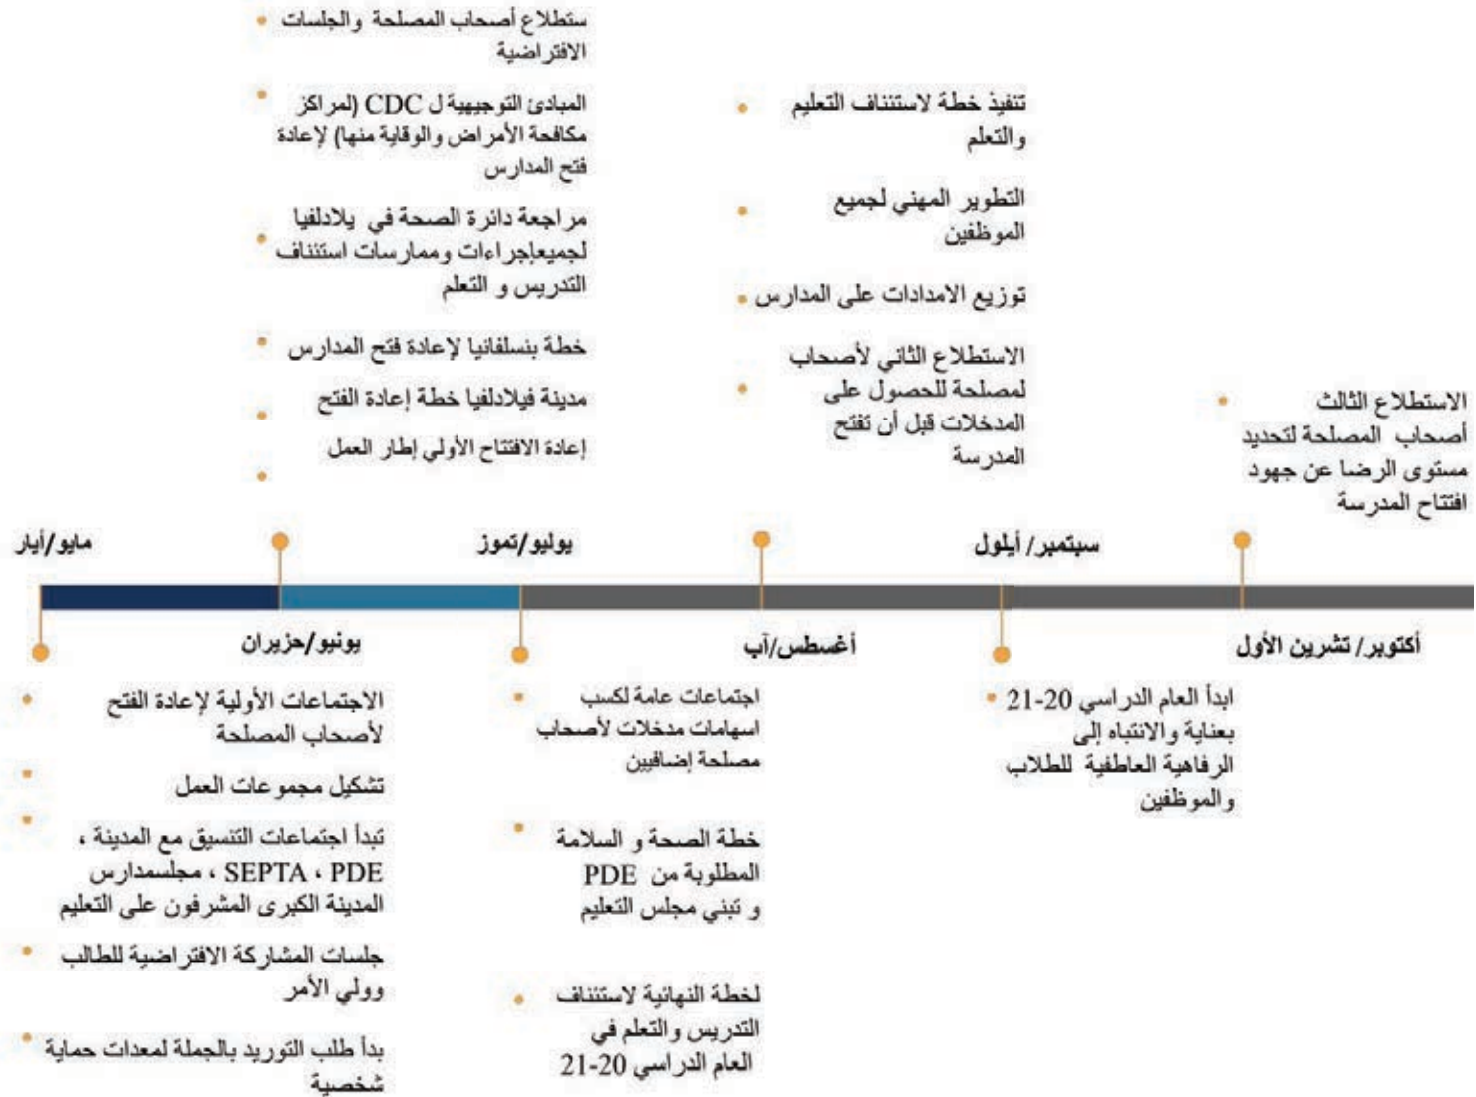 ستطلاع أصحاب المصلحة والجلسات
الافتراضية
المبادئ التوجيهية ل CDC (لمراكز
مكافحة الأمراض والوقاية منها) لإعادة
فتح المدارس
مراجعة دائرة الصحة في يلادلفيا
لجميعإجراءات وممارسات استئناف
التدريس و التعلم
خطة بنسلفانيا لإعادة فتح المدارس
مدينة فيلادلفيا خطة إعادة الفتح
إعادة الافتتاح الأولي إطار العمل
تنفيذ خطة لاستئناف التعليم
والتعلم
التطوير المهني لجميع
الموظفين
توزيع الامدادات على المدارس
الاستطلاع الثاني لأصحاب
لمصلحة للحصول على
المدخلات قبل أن تفتح
المدرسة
الاستطلاع الثالث
أصحاب المصلحة لتحديد
مستوى الرضا عن جهود
افتتاح المدرسة
مايو/أيار
يوليو/تموز
سبتمبر/ أيلول
يونيو/حزيران
أغسطس/آب
أكتوبر/ تشرين الأول
الاجتماعات الأولية لإعادة الفتح
لأصحاب المصلحة
تشكيل مجموعات العمل
تبدأ اجتماعات التنسيق مع المدينة ،
SEPTA ، PDE ، مجلسمدارس
المدينة الكبرى المشرفون على التعليم
جلسات المشاركة الافتراضية للطالب
وولي الأمر
بدأ طلب التوريد بالجملة لمعدات حماية
شخصية
اجتماعات عامة لكسب
اسهامات مدخلات لأصحاب
مصلحة إضافيين
خطة الصحة و السلامة
المطلوبة من PDE
و تبني مجلس التعليم
لخطة النهائية لاستئناف
التدريس والتعلم في
العام الدراسي 20-21
ابدأ العام الدراسي 20-21
بعناية والانتباه إلى
الرفاهية العاطفية للطلاب
والموظفين